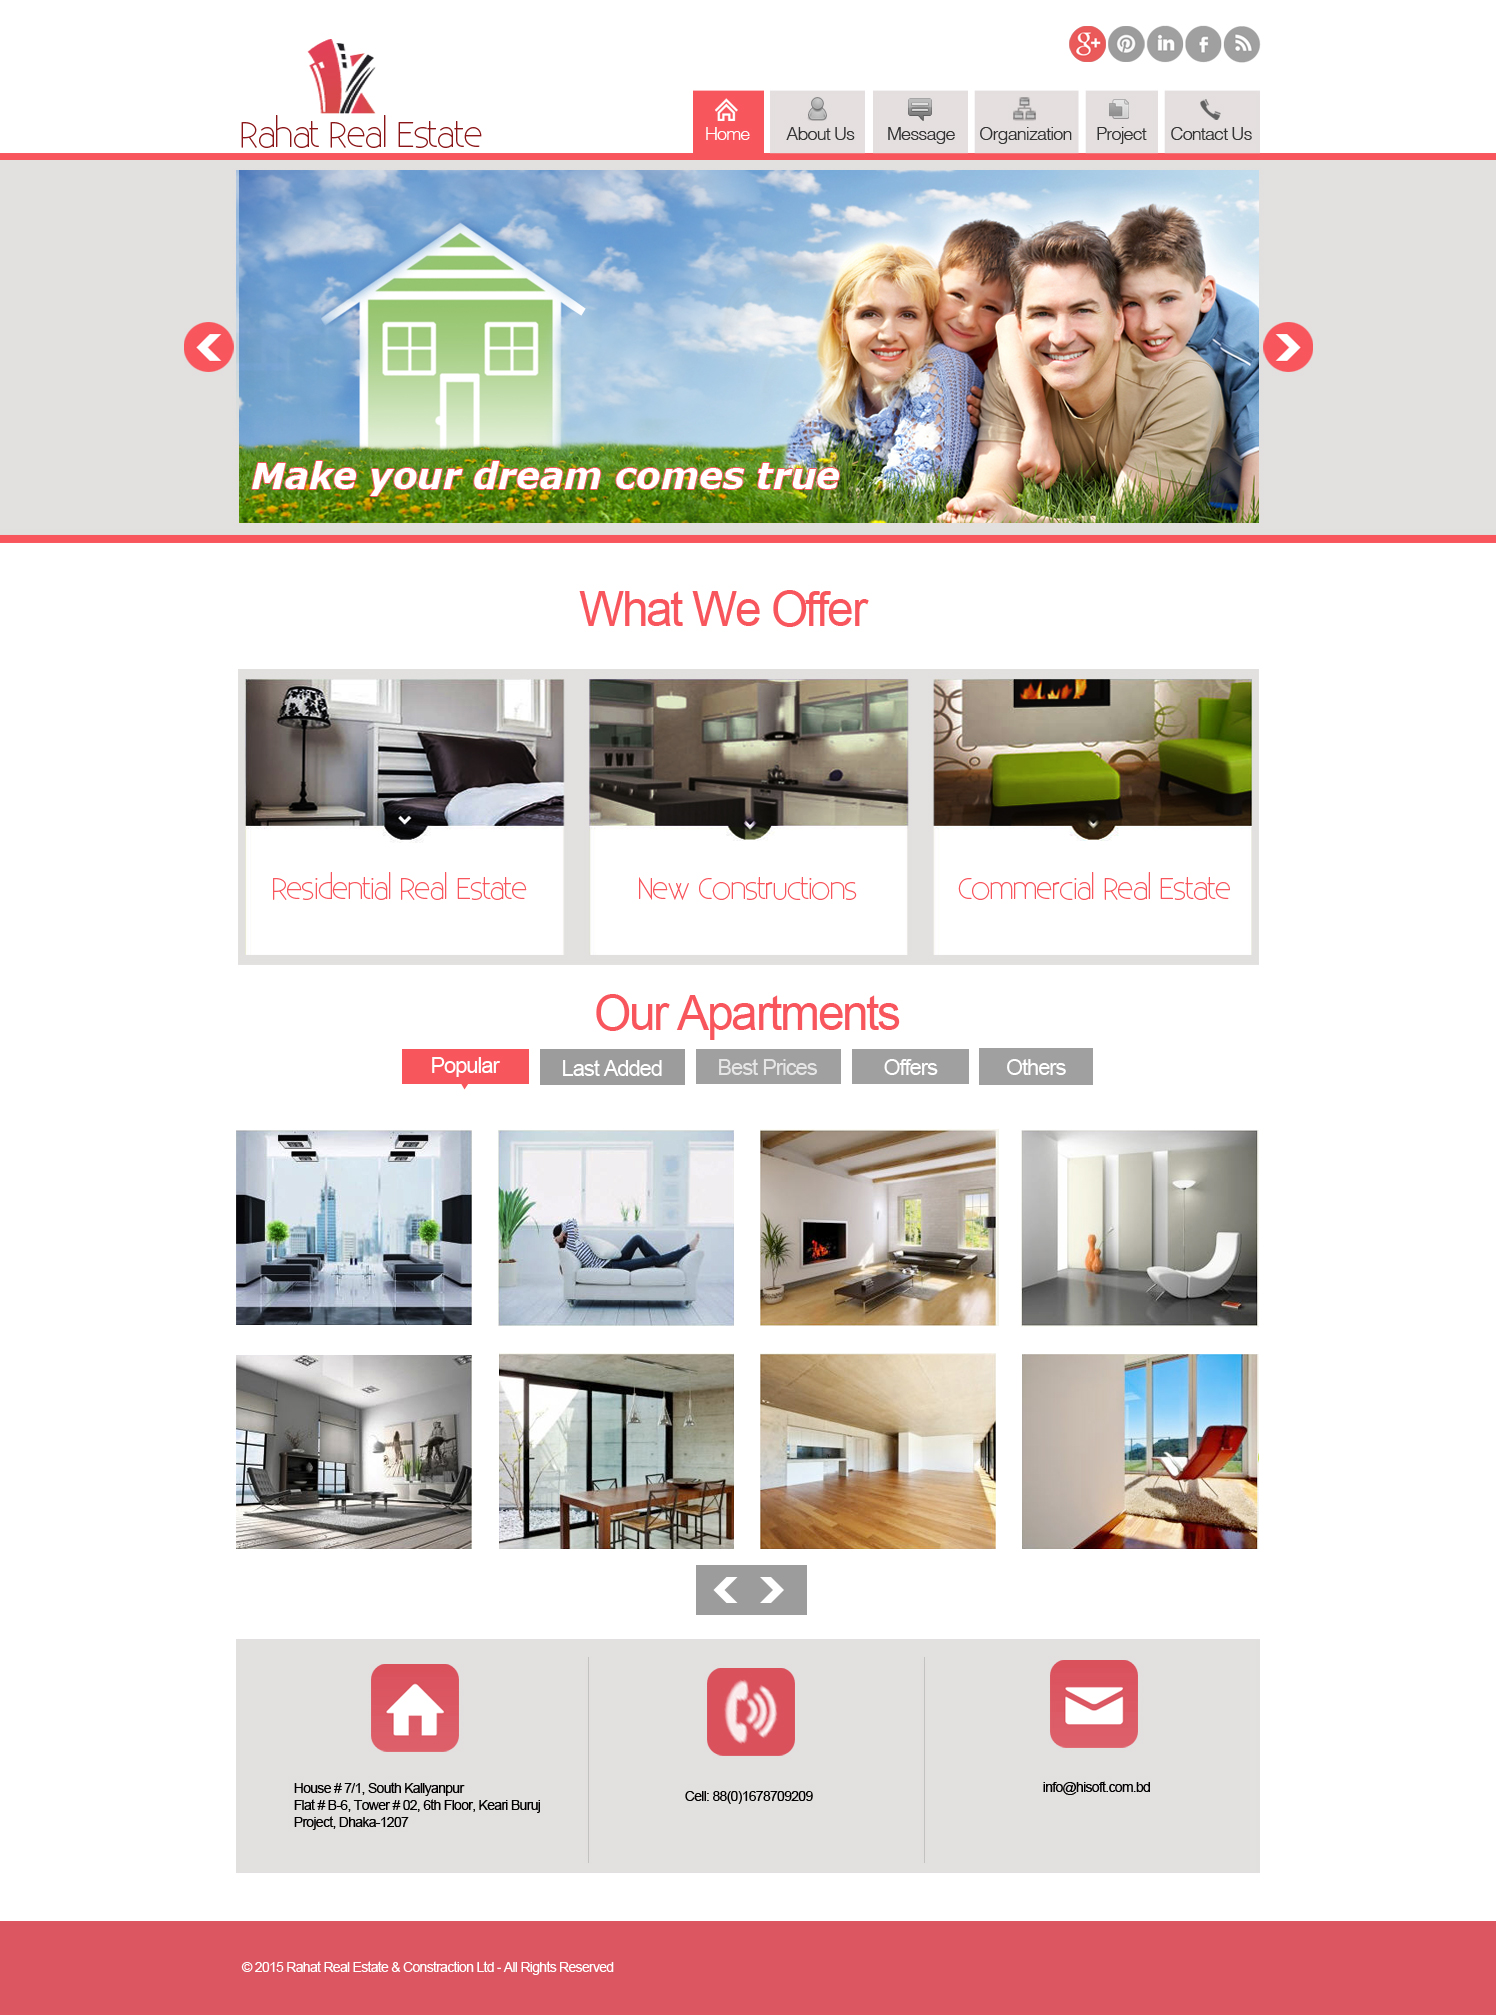 Rahat Real Estate
Home
About Us
Message
Organization
Project
Contact Us
Make your dream comes true
What We Offer
Residential Real Estate
New Constructions
Commercial Real Estate
Our Apartments
Popular
Last Added
Best Prices
Offers
Others
House # 7/1, South Kallyanpur
Flat # B-6, Tower # 02, 6th Floor, Keari Buruj
Project, Dhaka-1207
Cell: 88(0)1678709209
info@hisoft.com.bd
© 2015 Rahat Real Estate & Constraction Ltd - All Rights Reserved